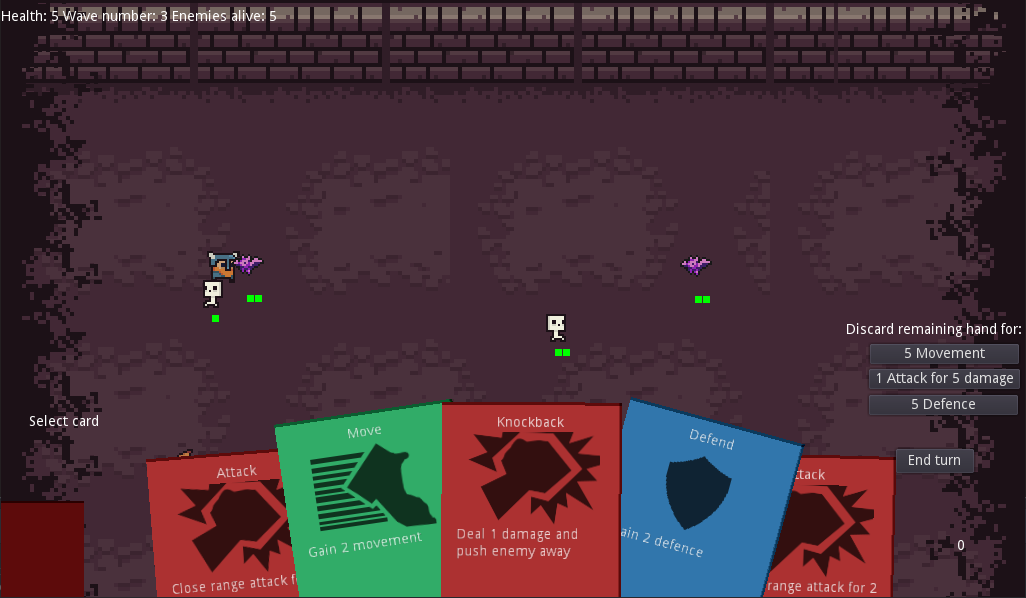 Health: 5 Wave number: 3 Enemies alive: 5
Discard remaining hand for:
5 Movement
1 Attack for 5 damage
5 Defence
Select card
End turn
Attack
Close range attack f
Move
Gain 2 movement
Knockback
Deal 1 damage and
push enemy away
Defend
ain 2 defence
ttack
range attack for 2
0